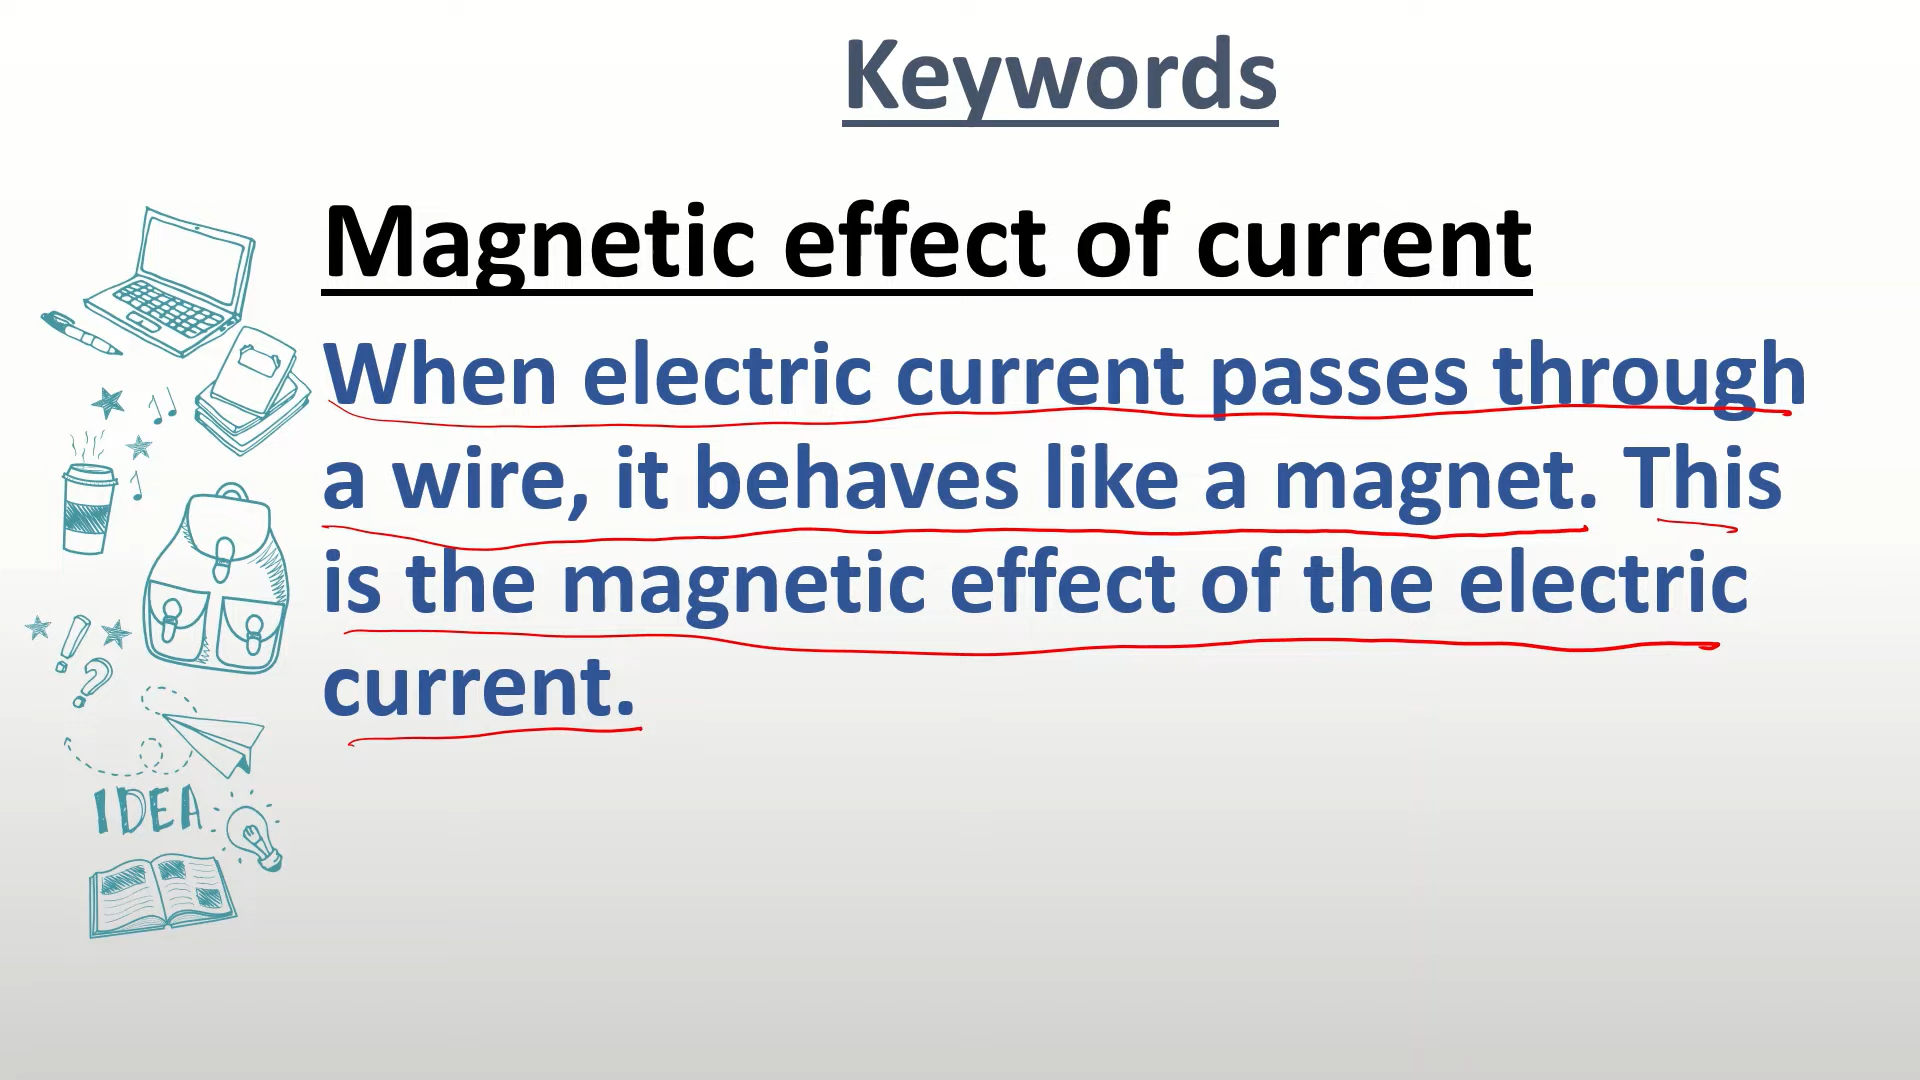 Keywords
Magnetic effect of current
When electric current passes through
a wire, it behaves like a magnet. This
is the magnetic effect of the electric
current.
IDEA